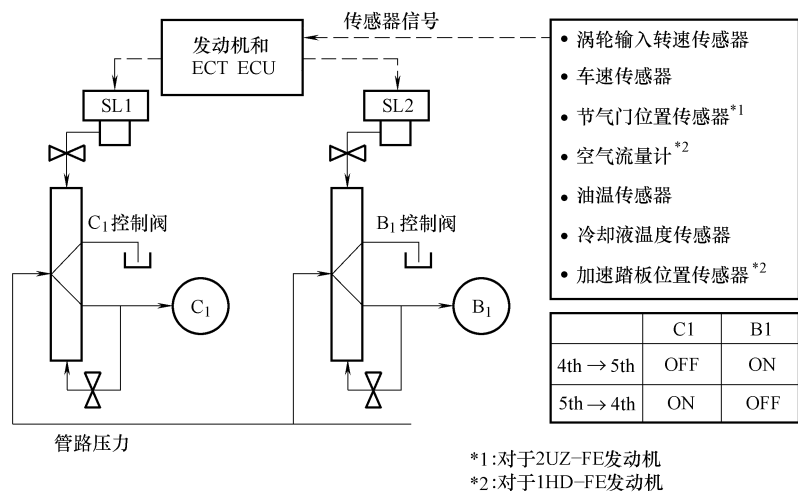 传感器信号
发动机和
ECT ECU
SL1
SL2
C₁控制阀
B₁控制阀
C₁
B₁
管路压力
• 涡轮输入转速传感器
• 车速传感器
• 节气门位置传感器*1
• 空气流量计*2
• 油温传感器
• 冷却液温度传感器
• 加速踏板位置传感器*2
C1 B1
4th→5th OFF ON
5th→4th ON OFF
*1:对于2UZ-FE发动机
*2:对于1HD-FE发动机